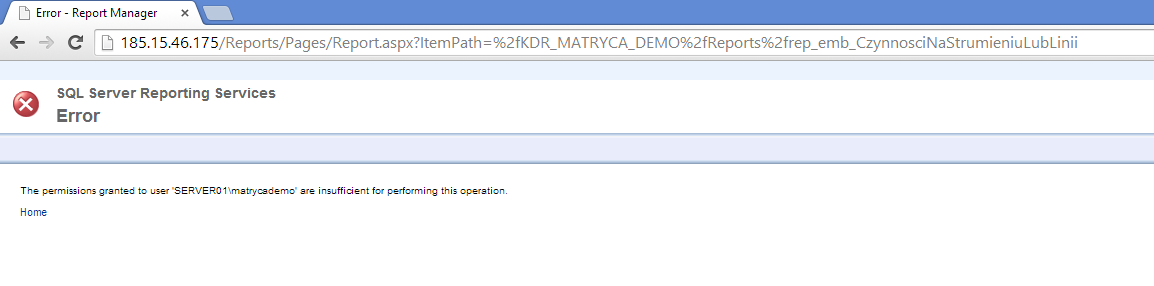 Error - Report Manager
185.15.46.175/Reports/Pages/Report.aspx?ItemPath=%2fKDR_MATRYCA_DEMO%2fReports%2frep_emb_CzynnosciNaStrumieniuLubLinii
SQL Server Reporting Services
Error
The permissions granted to user 'SERVER01\matrycademo' are insufficient for performing this operation.
Home